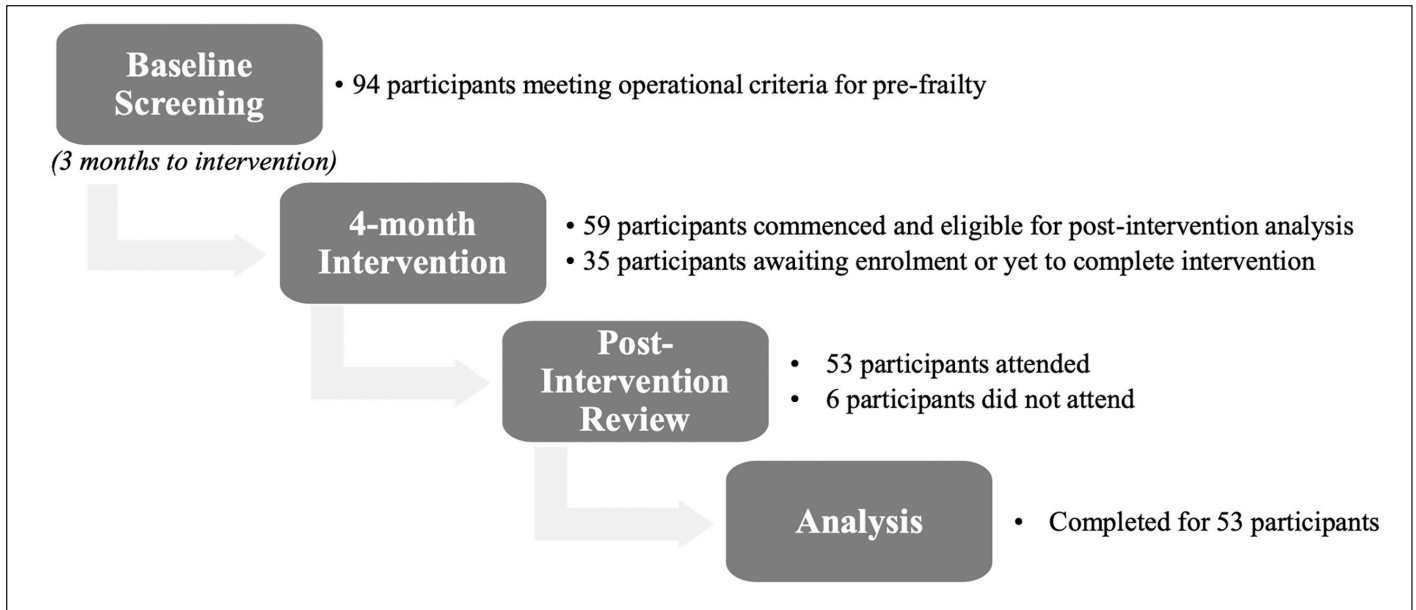 Baseline
Screening
• 94 participants meeting operational criteria for pre-frailty
(3 months to intervention)
4-month
Intervention
• 59 participants commenced and eligible for post-intervention analysis
• 35 participants awaiting enrolment or yet to complete intervention
Post-
Intervention
Review
• 53 participants attended
• 6 participants did not attend
Analysis
• Completed for 53 participants